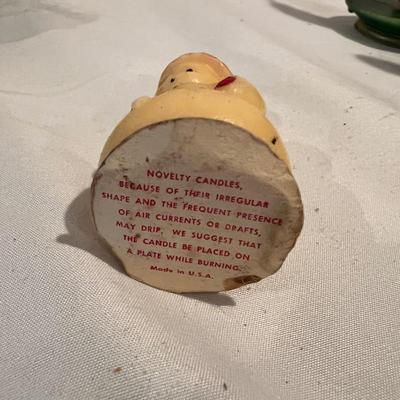 NOVELTY CANDLES,
BECAUSE OF THEIR IRREGULAR
SHAPE AND THE FREQUENT PRESENCE
OF AIR CURRENTS OR DRAFTS,
MAY DRIP. WE SUGGEST THAT
THE CANDLE BE PLACED ON
A PLATE WHILE BURNING.
Made in U.S.A.